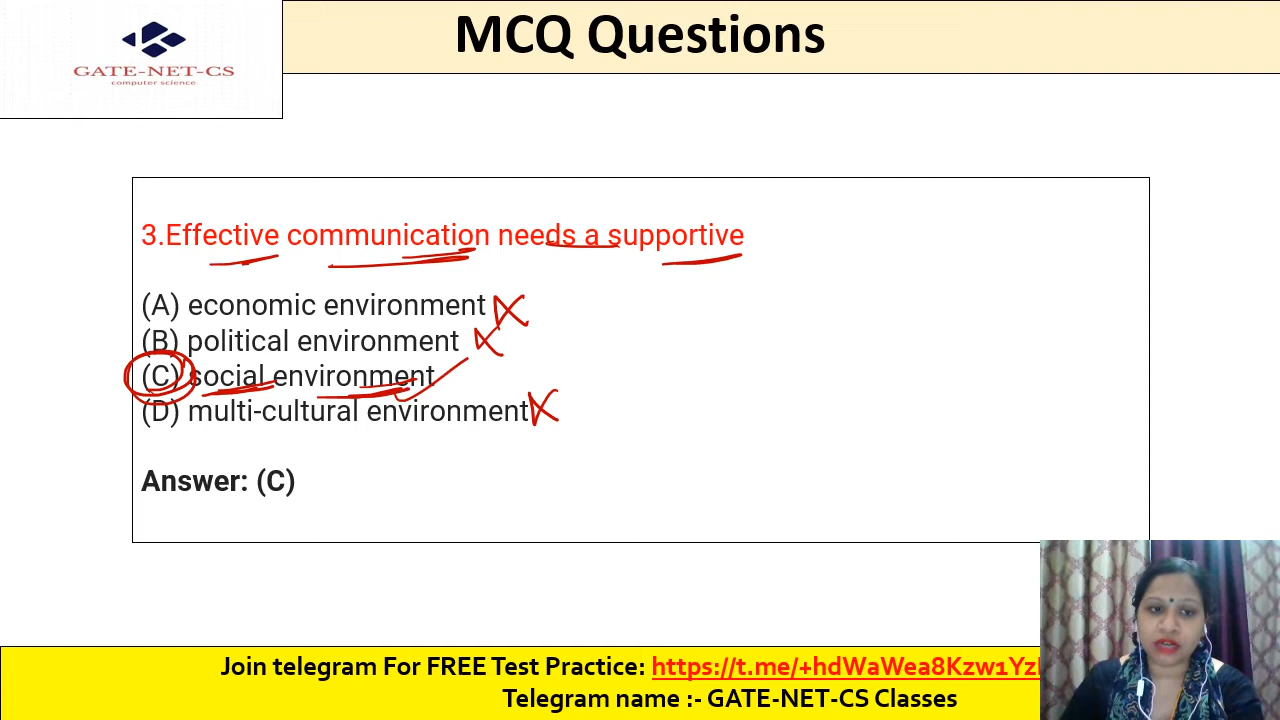 MCQ Questions
GATE-NET-CS
computer science
3.Effective communication needs a supportive
(A) economic environment
(B) political environment
(C) social environment
(D) multi-cultural environment
Answer: (C)
Join telegram For FREE Test Practice: https://t.me/+hdWaWea8Kzw1Yz
Telegram name :- GATE-NET-CS Classes